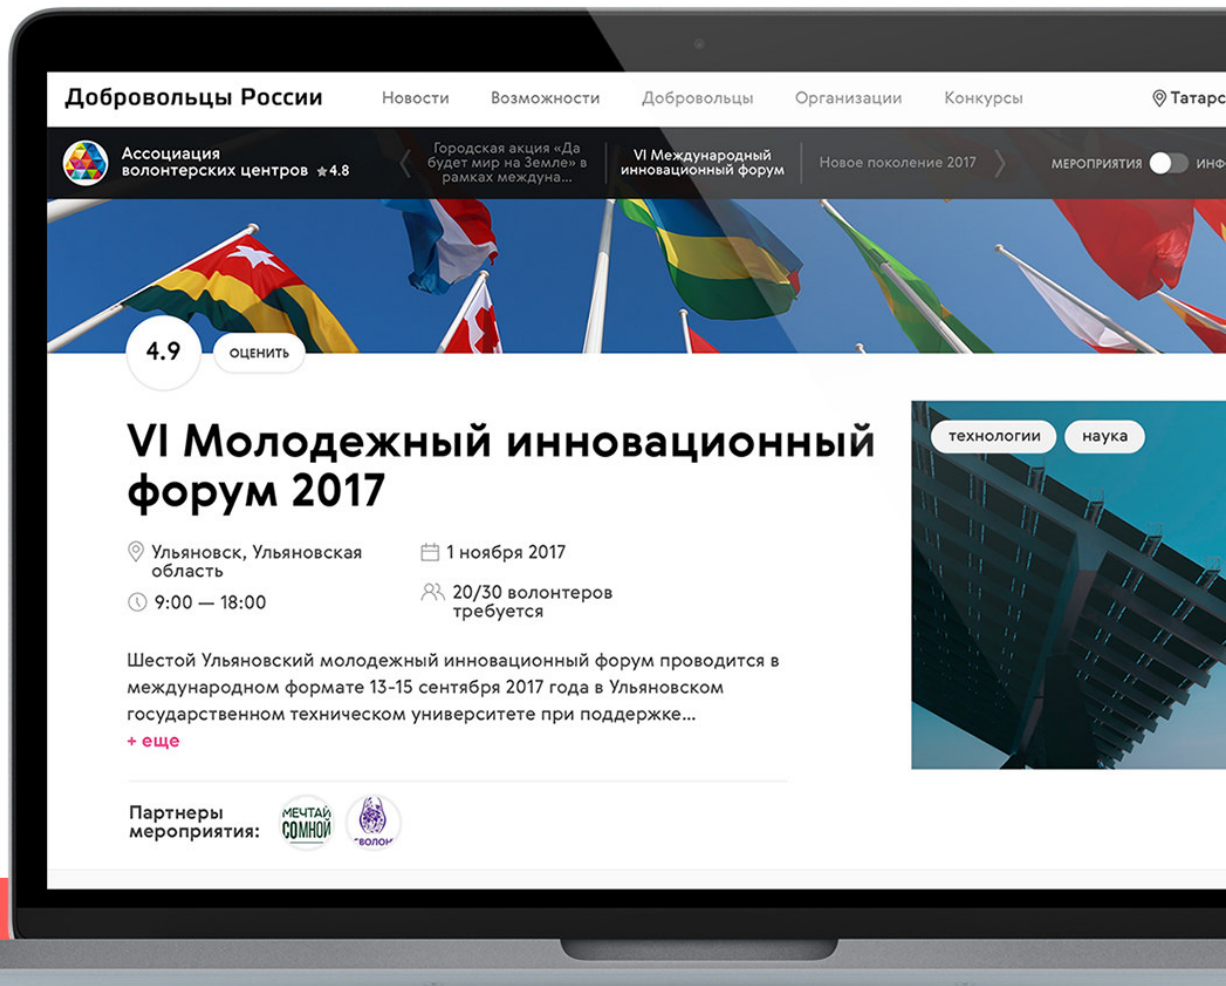 Добровольцы России
Новости
Возможности
Добровольцы
Организации
Конкурсы
Ассоциация
волонтерских центров
4.8
Городская акция «Да
будет мир на Земле» в
рамках междуна...
VI Международный
инновационный форум
Новое поколение 2017
МЕРОПРИЯТИЯ
4.9
ОЦЕНИТЬ
VI Молодежный инновационный
форум 2017
технологии
наука
Ульяновск, Ульяновская
область
1 ноября 2017
9:00 — 18:00
20/30 волонтеров
требуется
Шестой Ульяновский молодежный инновационный форум проводится в
международном формате 13-15 сентября 2017 года в Ульяновском
государственном техническом университете при поддержке...
+ еще
Партнеры
мероприятия:
МЕЧТАЙ
СОМНОЙ